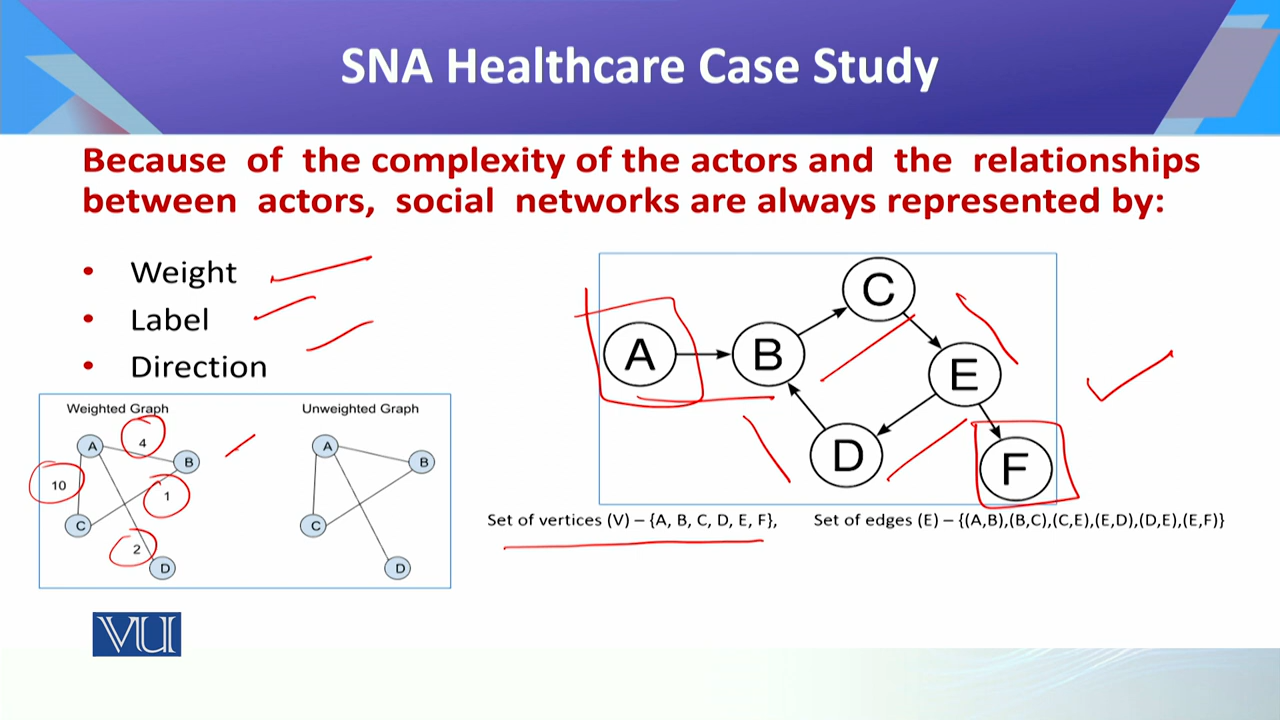 SNA Healthcare Case Study
Because of the complexity of the actors and the relationships
between actors, social networks are always represented by:
• Weight
• Label
• Direction
Weighted Graph
A
4
B
10
1
C
2
D
Unweighted Graph
A
B
C
D
A
B
C
E
D
F
Set of vertices (V) – {A, B, C, D, E, F},
Set of edges (E) – {(A,B),(B,C),(C,E),(E,D),(D,E),(E,F)}
VU